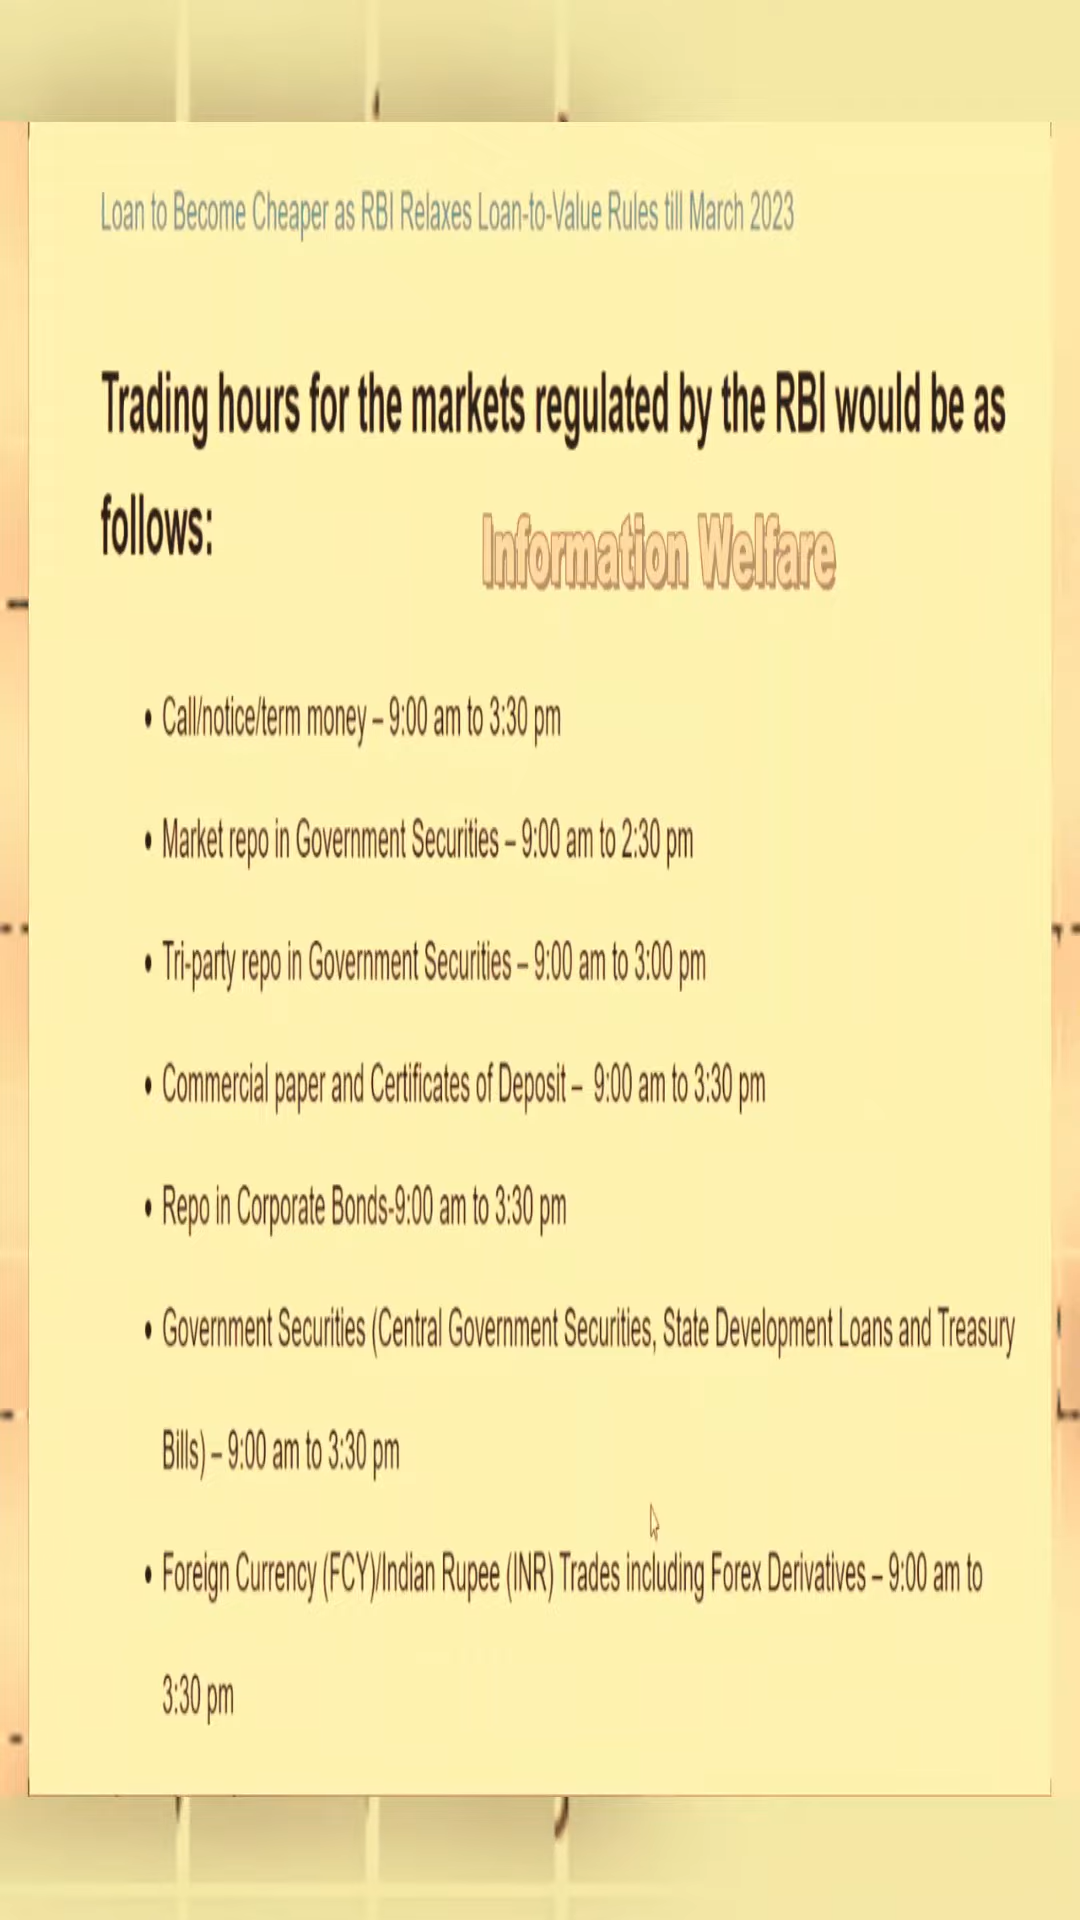 Loan to Become Cheaper as RBI Relaxes Loan-to-Value Rules till March 2023
Trading hours for the markets regulated by the RBI would be as
follows:
Information Welfare
• Call/notice/term money – 9:00 am to 3:30 pm
• Market repo in Government Securities – 9:00 am to 2:30 pm
• Tri-party repo in Government Securities – 9:00 am to 3:00 pm
• Commercial paper and Certificates of Deposit – 9:00 am to 3:30 pm
• Repo in Corporate Bonds-9:00 am to 3:30 pm
• Government Securities (Central Government Securities, State Development Loans and Treasury
Bills) – 9:00 am to 3:30 pm
• Foreign Currency (FCY)/Indian Rupee (INR) Trades including Forex Derivatives – 9:00 am to
3:30 pm